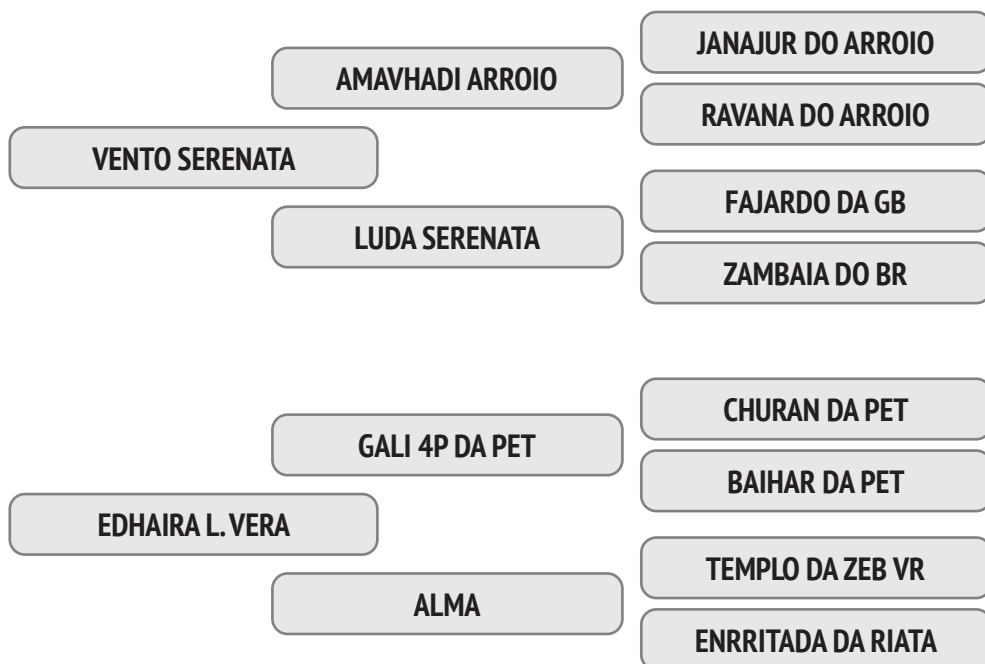 JANAJUR DO ARROIO
AMAVHADI ARROIO
RAVANA DO ARROIO
VENTO SERENATA
FAJARDO DA GB
LUDA SERENATA
ZAMBAIA DO BR
CHURAN DA PET
GALI 4P DA PET
BAIHAR DA PET
EDHAIRA L. VERA
TEMPLO DA ZEB VR
ALMA
ENRRITADA DA RIATA